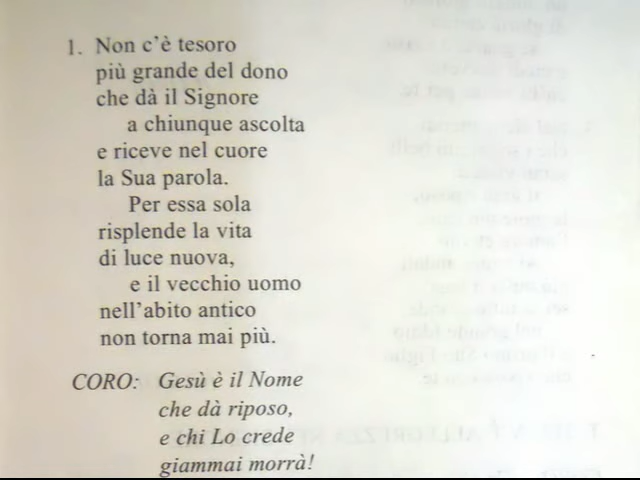 1. Non c'è tesoro
più grande del dono
che dà il Signore
a chiunque ascolta
e riceve nel cuore
la Sua parola.
Per essa sola
risplende la vita
di luce nuova,
e il vecchio uomo
nell'abito antico
non torna mai più.
CORO: Gesù è il Nome
che dà riposo,
e chi Lo crede
giammai morrà!